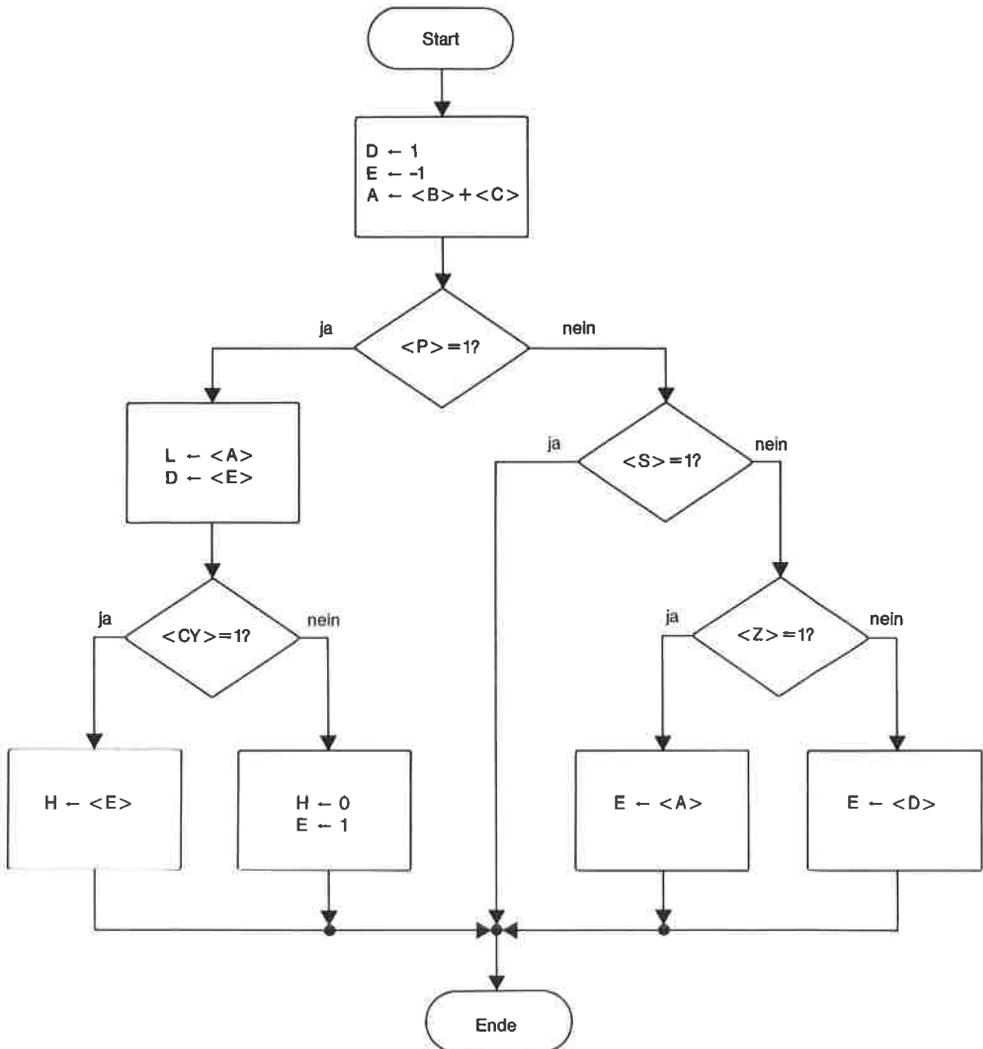 Start
D ← 1
E ← -1
A ← <B>+<C>
ja
<P>=1?
nein
L ← <A>
D ← <E>
ja
<S>=1?
nein
ja
<CY>=1?
nein
ja
<Z>=1?
nein
H ← <E>
H ← 0
E ← 1
E ← <A>
E ← <D>
Ende